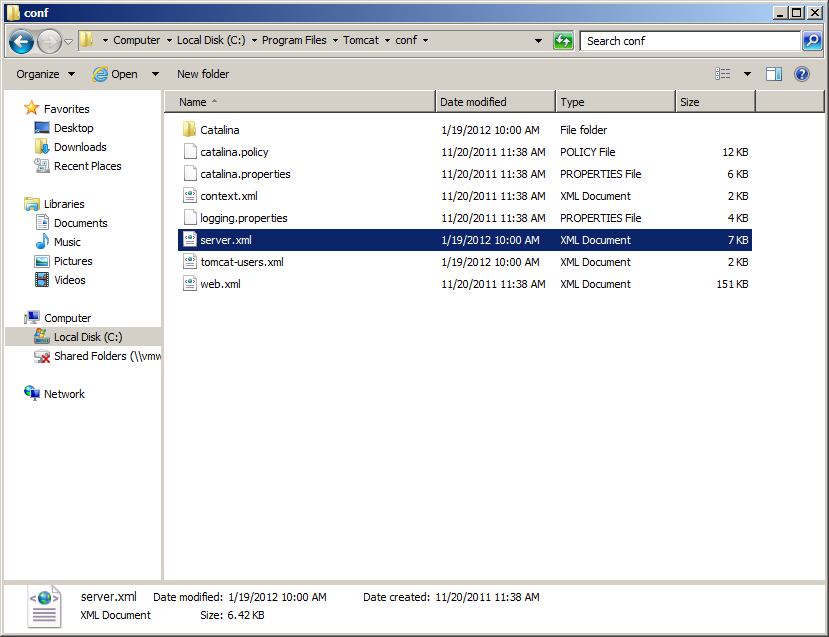 conf
Computer Local Disk (C:) Program Files Tomcat conf Search conf
Organize Open New folder
Name Date modified Type Size
Favorites
Desktop
Downloads
Recent Places
Libraries
Documents
Music
Pictures
Videos
Computer
Local Disk (C:)
Shared Folders (\\vmw
Network
Catalina 1/19/2012 10:00 AM File folder
catalina.policy 11/20/2011 11:38 AM POLICY File 12 KB
catalina.properties 11/20/2011 11:38 AM PROPERTIES File 6 KB
context.xml 11/20/2011 11:38 AM XML Document 2 KB
logging.properties 11/20/2011 11:38 AM PROPERTIES File 4 KB
server.xml 1/19/2012 10:00 AM XML Document 7 KB
tomcat-users.xml 1/19/2012 10:00 AM XML Document 2 KB
web.xml 11/20/2011 11:38 AM XML Document 151 KB
server.xml Date modified: 1/19/2012 10:00 AM Date created: 11/20/2011 11:38 AM
XML Document Size: 6.42 KB